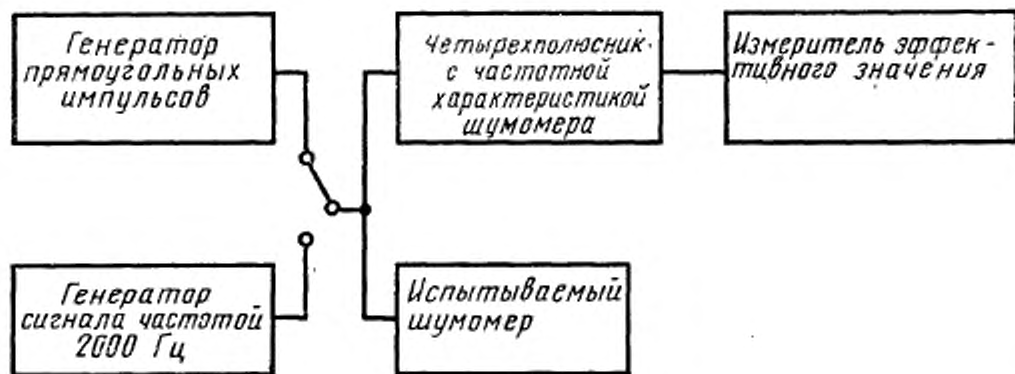 Генератор
прямоугольных
импульсов
Четырехполюсник
с частотной
характеристикой
шумомера
Измеритель эффек-
тивного значения
Генератор
сигнала частотой
2000 Гц
Испытываемый
шумомер